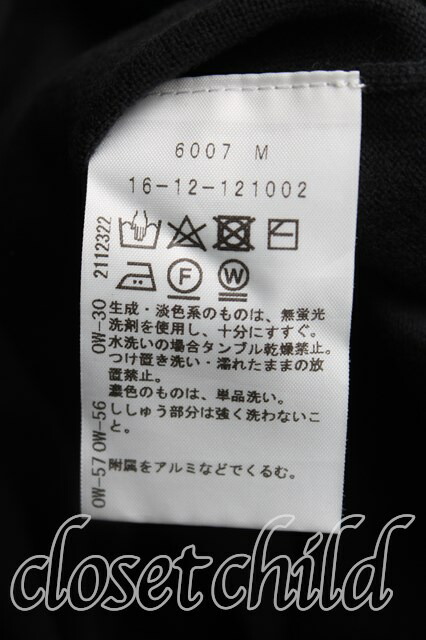 6007 M
16-12-121002
F
W
生成・淡色系のものは、無蛍光
洗剤を使用し、十分にすすぐ。
水洗いの場合タンブル乾燥禁止。
つけ置き洗い・濡れたままの放
置禁止。
濃色のものは、単品洗い。
ししゅう部分は強く洗わないこ
と。
附属をアルミなどでくるむ。
OW-57 OW-56 OW-30 2112322
closet child